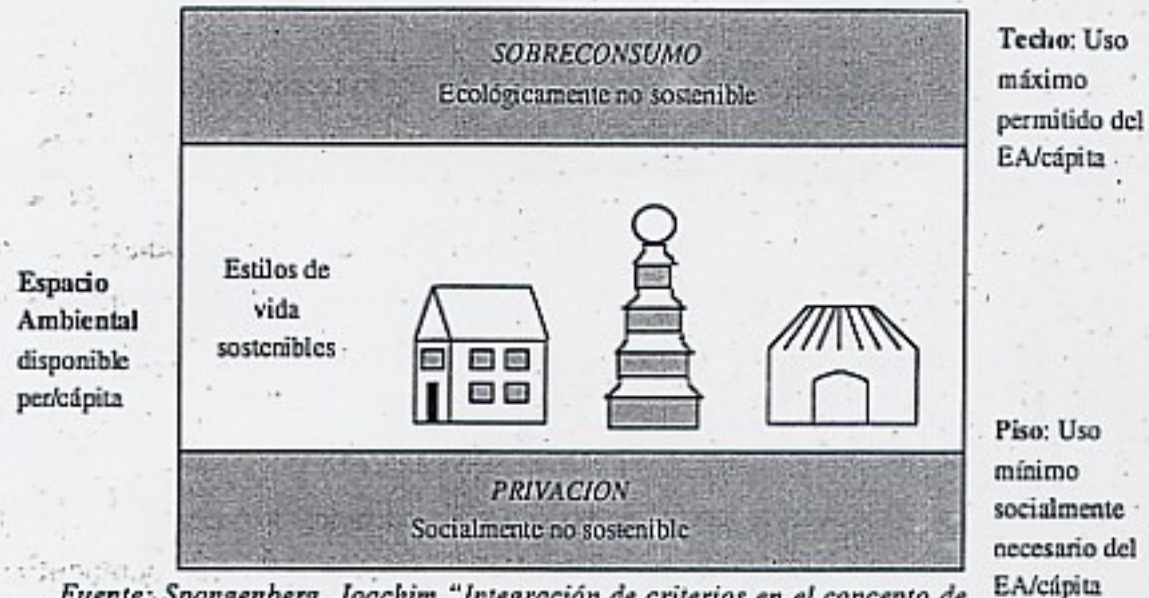 SOBRECONSUMO
Ecológicamente no sostenible
Techo: Uso
máximo
permitido del
EA/cápita
Espacio
Ambiental
disponible
per/cápita
Estilos de
vida
sostenibles
PRIVACION
Socialmente no sostenible
Piso: Uso
mínimo
socialmente
necesario del
EA/cápita
Fuente: Spangenberg, Joachim "Integración de criterios en el concepto de